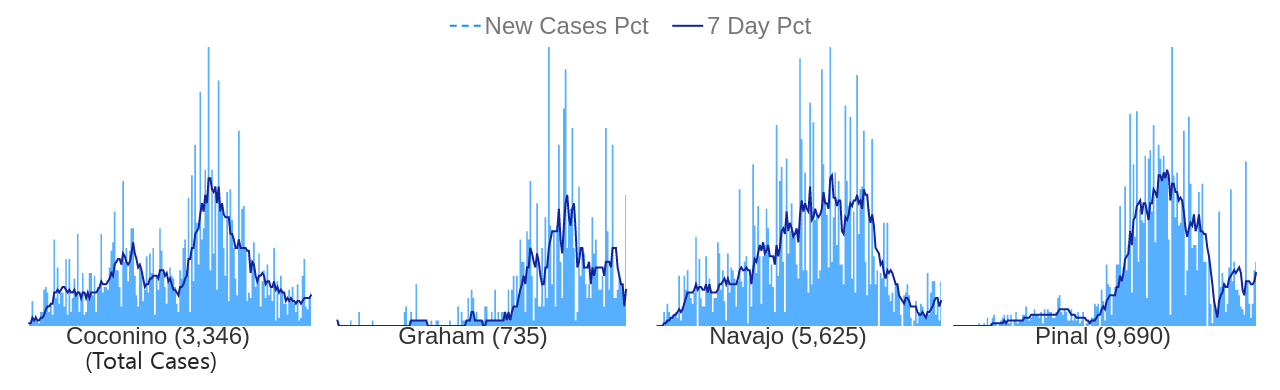 New Cases Pct 7 Day Pct
Coconino (3,346) Graham (735) Navajo (5,625) Pinal (9,690)
(Total Cases)